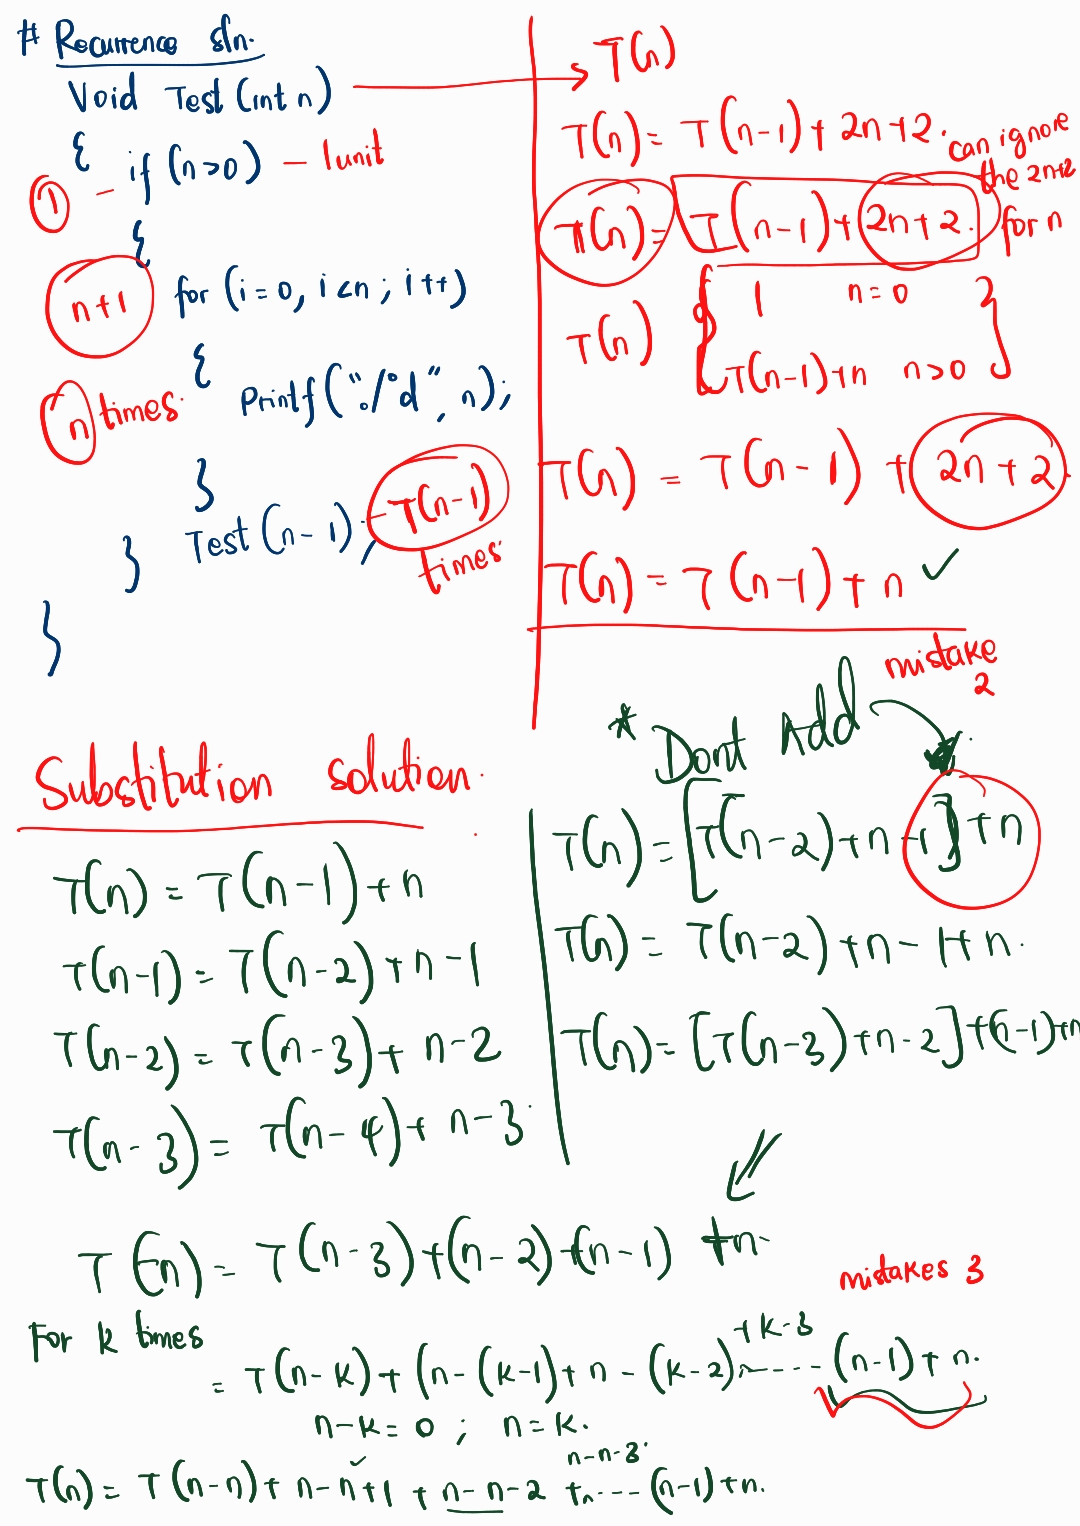 # Recurrence sln.
Void Test (int n)
{
① - if (n>0) - 1unit
{
n+1 for (i = 0, i<n ; i++)
{
n times Printf ("%d", n);
}
Test (n-1); - T(n-1) times
}
}
T(n)
T(n) = T(n-1) + 2n+2.
can ignore the 2n+2 for n
T(n) = T(n-1) + 2n+2.
T(n) { 1 n=0
T(n-1)+n n>0 }
T(n) = T(n-1) + 2n+2
T(n) = T(n-1) + n ✓
mistake 2
* Dont Add
Substitution solution.
T(n) = T(n-1)+n
T(n-1) = T(n-2)+n-1
T(n-2) = T(n-3)+ n-2
T(n-3) = T(n-4)+ n-3
T(n) = [T(n-2)+n-1]+n
T(n) = T(n-2)+n-1+n.
T(n) = [T(n-3)+n-2]+(n-1)+n
T(n) = T(n-3)+(n-2)+(n-1) +n
mistakes 3
For k times
+k-3
= T(n-k)+(n-(k-1)+n-(k-2)----- (n-1)+n.
n-k=0 ; n=k.
n-n-3
T(n) = T(n-n)+ n-n+1 + n-n-2 +n---- (n-1)+n.